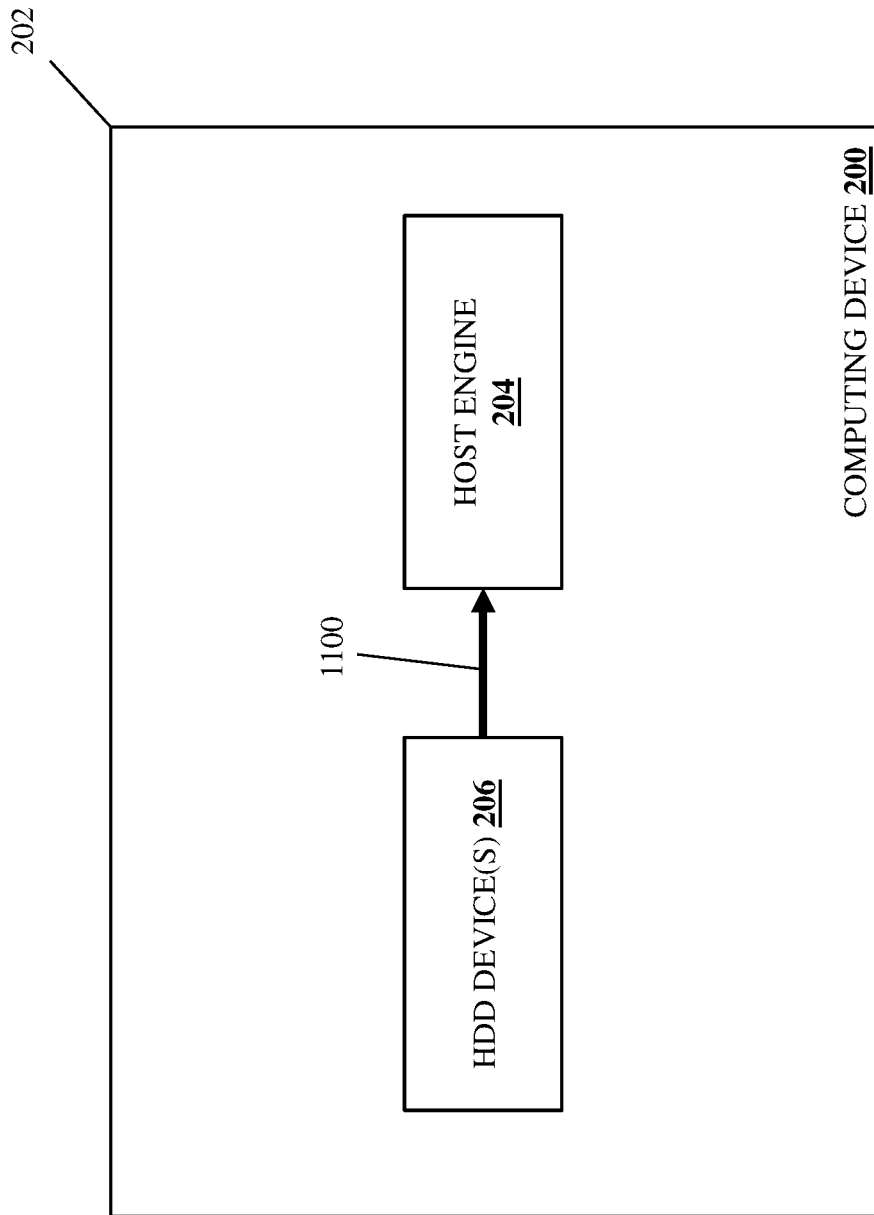 202
1100
HDD DEVICE(S) 206
HOST ENGINE
204
COMPUTING DEVICE 200